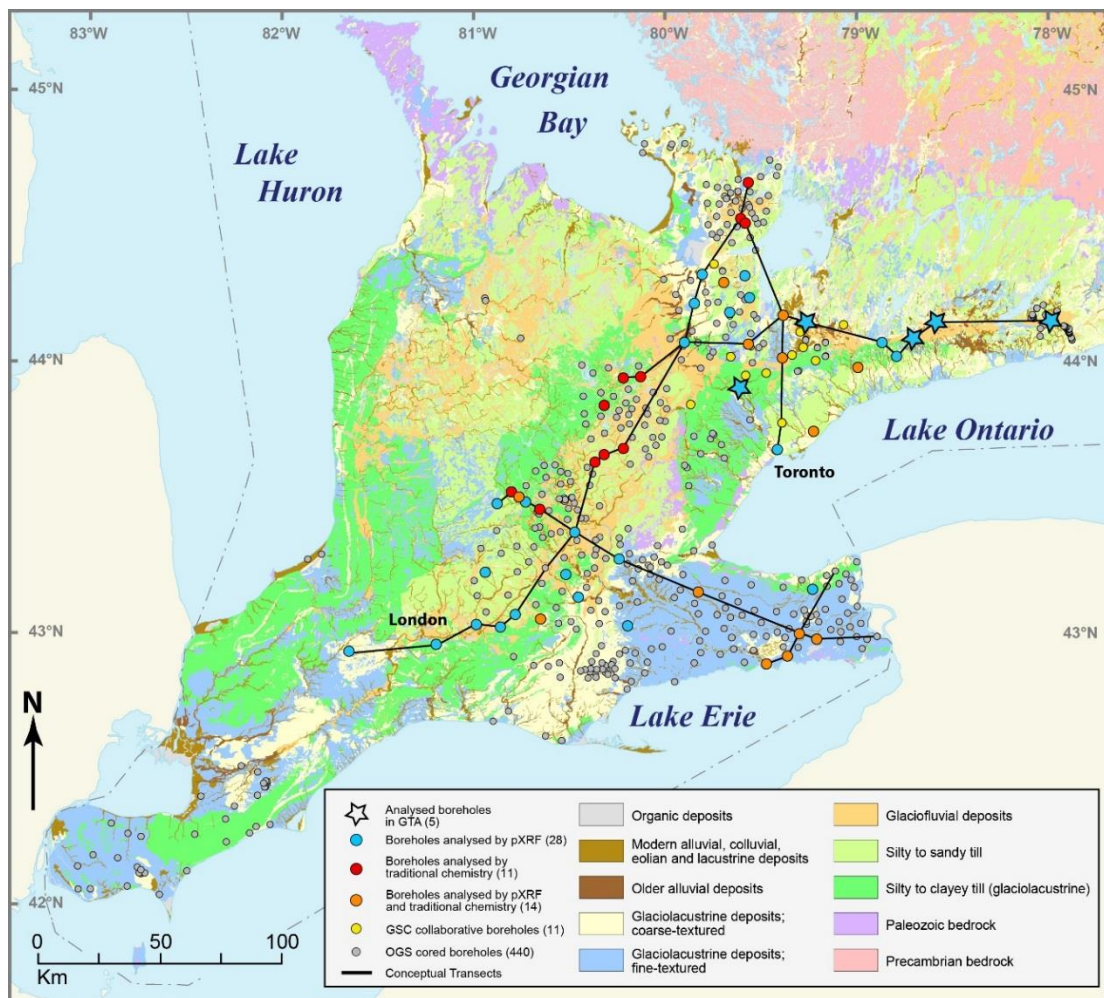 83°W 82°W 81°W 80°W 79°W 78°W
45°N 45°N
Georgian
Bay
Lake
Huron
44°N 44°N
Lake Ontario
Toronto
43°N 43°N
London
Lake Erie
N
42°N
0 50 100
Km
Analysed boreholes
in GTA (5)
Boreholes analysed by pXRF (28)
Boreholes analysed by
traditional chemistry (11)
Boreholes analysed by pXRF
and traditional chemistry (14)
GSC collaborative boreholes (11)
OGS cored boreholes (440)
Conceptual Transects
Organic deposits
Modern alluvial, colluvial,
eolian and lacustrine deposits
Older alluvial deposits
Glaciolacustrine deposits;
coarse-textured
Glaciolacustrine deposits;
fine-textured
Glaciofluvial deposits
Silty to sandy till
Silty to clayey till (glaciolacustrine)
Paleozoic bedrock
Precambrian bedrock